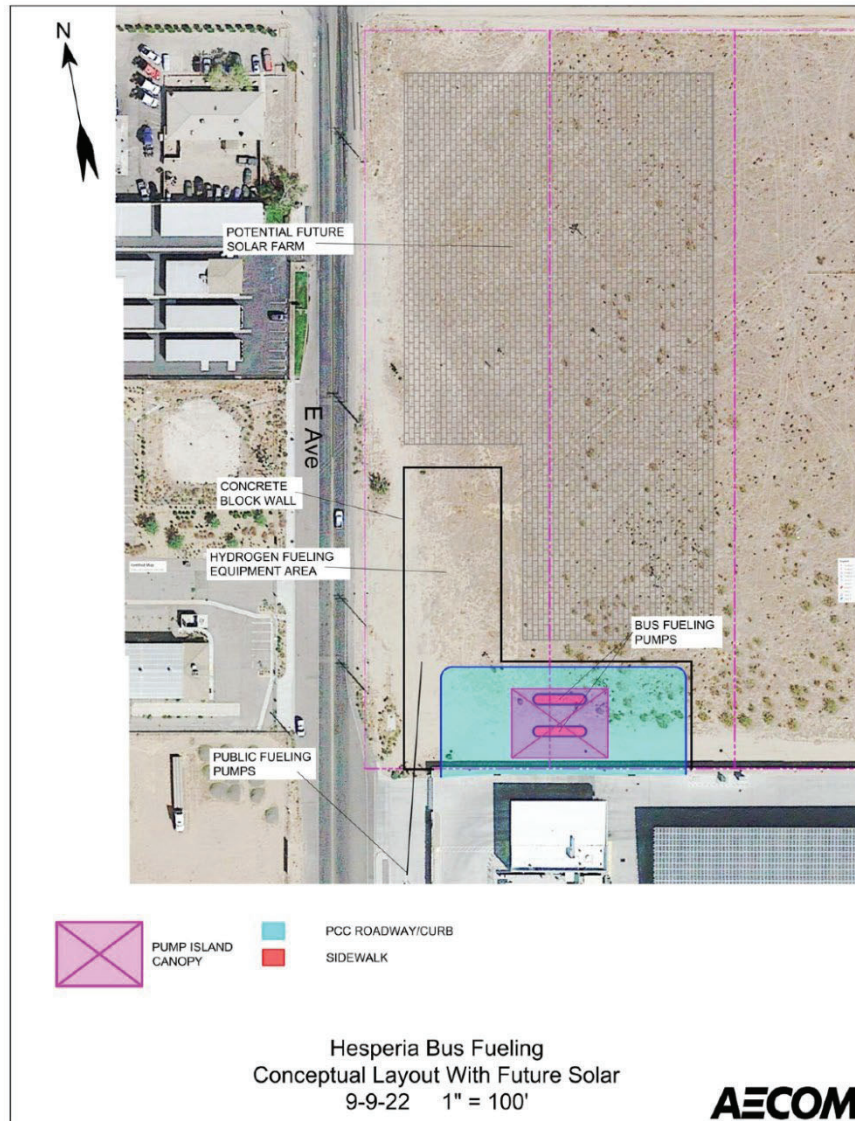 N
POTENTIAL FUTURE
SOLAR FARM
E Ave
CONCRETE
BLOCK WALL
HYDROGEN FUELING
EQUIPMENT AREA
BUS FUELING
PUMPS
PUBLIC FUELING
PUMPS
PUMP ISLAND
CANOPY
PCC ROADWAY/CURB
SIDEWALK
Hesperia Bus Fueling
Conceptual Layout With Future Solar
9-9-22 1" = 100'
AECOM